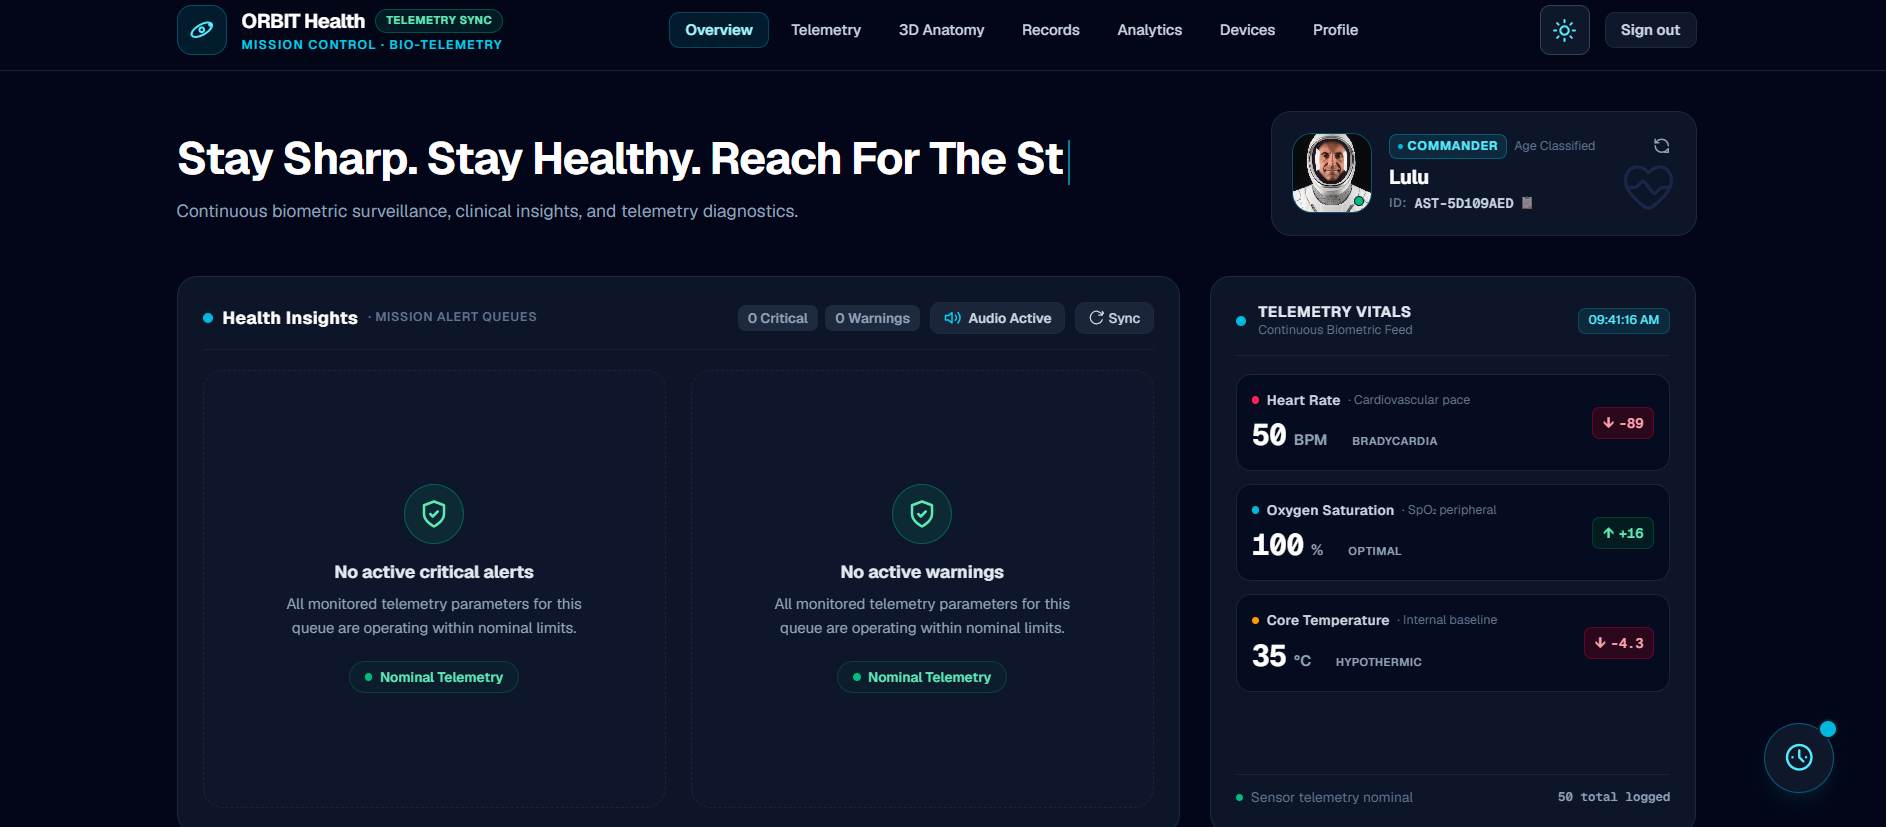 ORBIT Health TELEMETRY SYNC
MISSION CONTROL · BIO-TELEMETRY
Overview Telemetry 3D Anatomy Records Analytics Devices Profile Sign out
Stay Sharp. Stay Healthy. Reach For The St
Continuous biometric surveillance, clinical insights, and telemetry diagnostics.
COMMANDER Age Classified
Lulu
ID: AST-5D109AED
Health Insights · MISSION ALERT QUEUES 0 Critical 0 Warnings Audio Active Sync
No active critical alerts
All monitored telemetry parameters for this
queue are operating within nominal limits.
Nominal Telemetry
No active warnings
All monitored telemetry parameters for this
queue are operating within nominal limits.
Nominal Telemetry
TELEMETRY VITALS
Continuous Biometric Feed
09:41:16 AM
Heart Rate · Cardiovascular pace
50 BPM BRADYCARDIA
↓ -89
Oxygen Saturation · SpO₂ peripheral
100 % OPTIMAL
↑ +16
Core Temperature · Internal baseline
35 °C HYPOTHERMIC
↓ -4.3
Sensor telemetry nominal 50 total logged